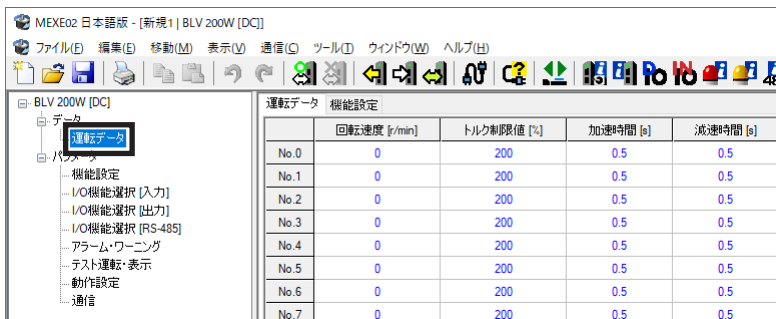 MEXE02 日本語版 - [新規1 | BLV 200W [DC]]
ファイル(F) 編集(E) 移動(M) 表示(V) 通信(C) ツール(T) ウィンドウ(W) ヘルプ(H)
BLV 200W [DC]
データ
運転データ
パラメータ
機能設定
I/O機能選択 [入力]
I/O機能選択 [出力]
I/O機能選択 [RS-485]
アラーム・ワーニング
テスト運転・表示
動作設定
通信
運転データ 機能設定
回転速度 [r/min] トルク制限値 [%] 加速時間 [s] 減速時間 [s]
No.0 0 200 0.5 0.5
No.1 0 200 0.5 0.5
No.2 0 200 0.5 0.5
No.3 0 200 0.5 0.5
No.4 0 200 0.5 0.5
No.5 0 200 0.5 0.5
No.6 0 200 0.5 0.5
No.7 0 200 0.5 0.5